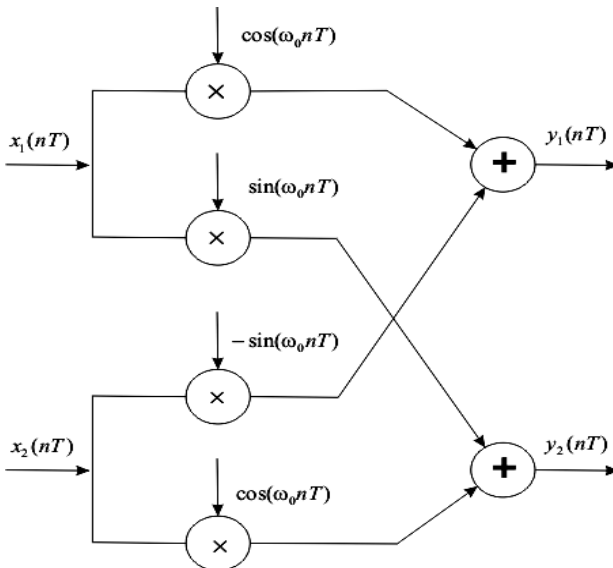 cos(ω₀nT)
×
x₁(nT)
y₁(nT)
+
sin(ω₀nT)
×
−sin(ω₀nT)
×
x₂(nT)
y₂(nT)
+
cos(ω₀nT)
×